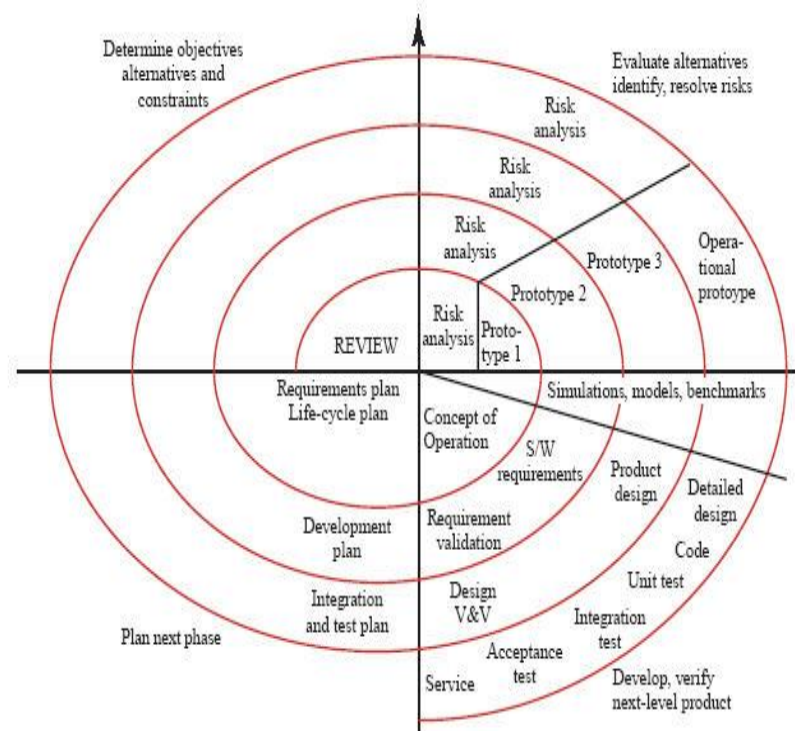 Determine objectives
alternatives and
constraints
Evaluate alternatives
identify, resolve risks
Risk
analysis
Risk
analysis
Risk
analysis
Opera-
tional
protoype
Prototype 3
Prototype 2
Risk
analysis
Proto-
type 1
REVIEW
Requirements plan
Life-cycle plan
Simulations, models, benchmarks
Concept of
Operation
S/W
requirements
Product
design
Detailed
design
Development
plan
Requirement
validation
Code
Unit test
Integration
and test plan
Design
V&V
Integration
test
Plan next phase
Acceptance
test
Service
Develop, verify
next-level product